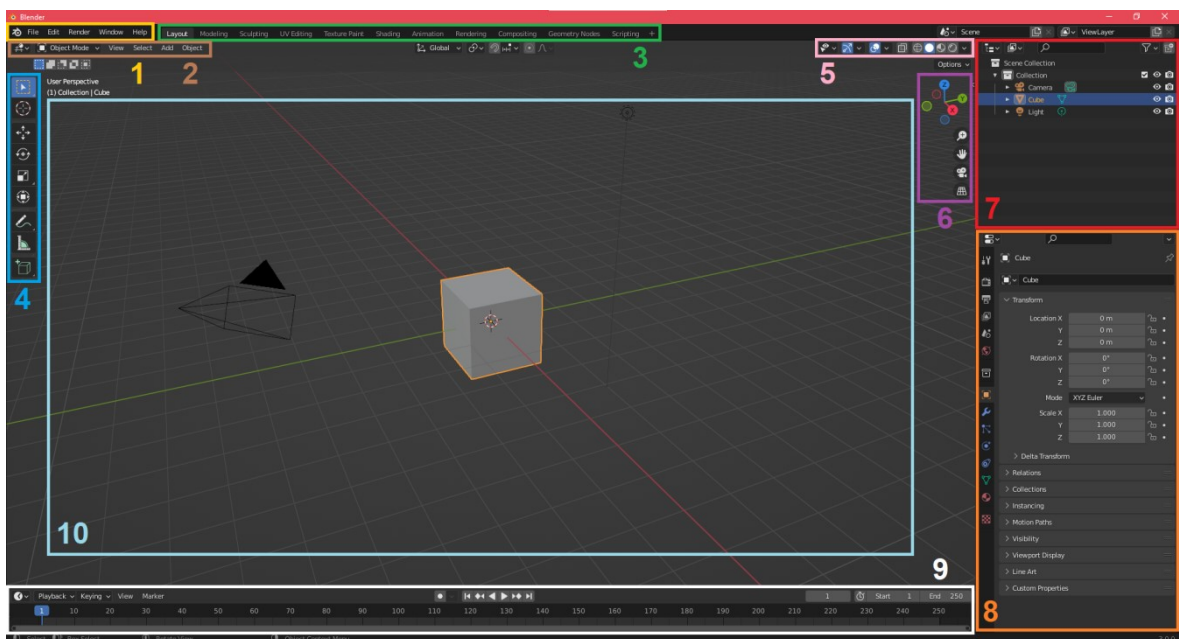 Blender
File Edit Render Window Help
Layout Modeling Sculpting UV Editing Texture Paint Shading Animation Rendering Compositing Geometry Nodes Scripting +
Scene
ViewLayer
Object Mode View Select Add Object
Global
1
2
3
5
Options
User Perspective
(1) Collection | Cube
Z
Y
X
6
4
10
Scene Collection
Collection
Camera
Cube
Light
7
Cube
Cube
Transform
Location X 0 m
Y 0 m
Z 0 m
Rotation X 0°
Y 0°
Z 0°
Mode XYZ Euler
Scale X 1.000
Y 1.000
Z 1.000
Delta Transform
Relations
Collections
Instancing
Motion Paths
Visibility
Viewport Display
Line Art
Custom Properties
8
9
Playback Keying View Marker
1 Start 1 End 250
1 10 20 30 40 50 60 70 80 90 100 110 120 130 140 150 160 170 180 190 200 210 220 230 240 250